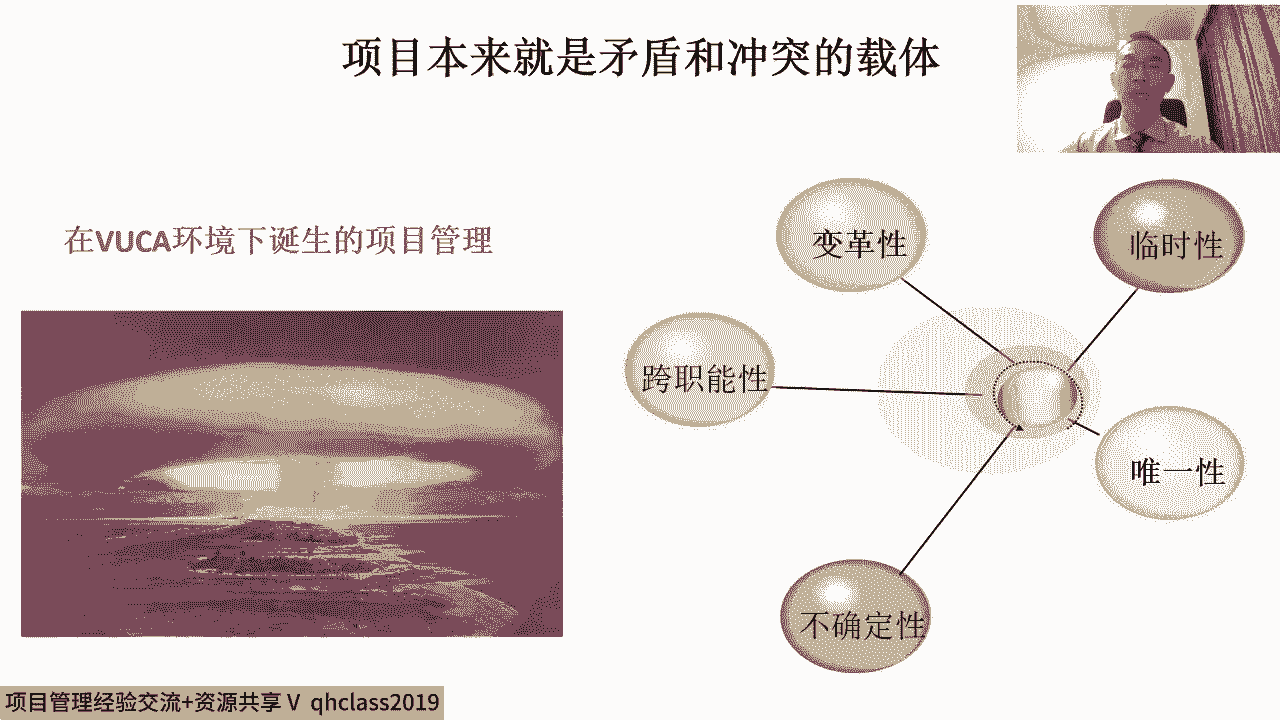 项目本来就是矛盾和冲突的载体
在VUCA环境下诞生的项目管理
变革性
临时性
跨职能性
唯一性
不确定性
项目管理经验交流+资源共享 V qhclass2019